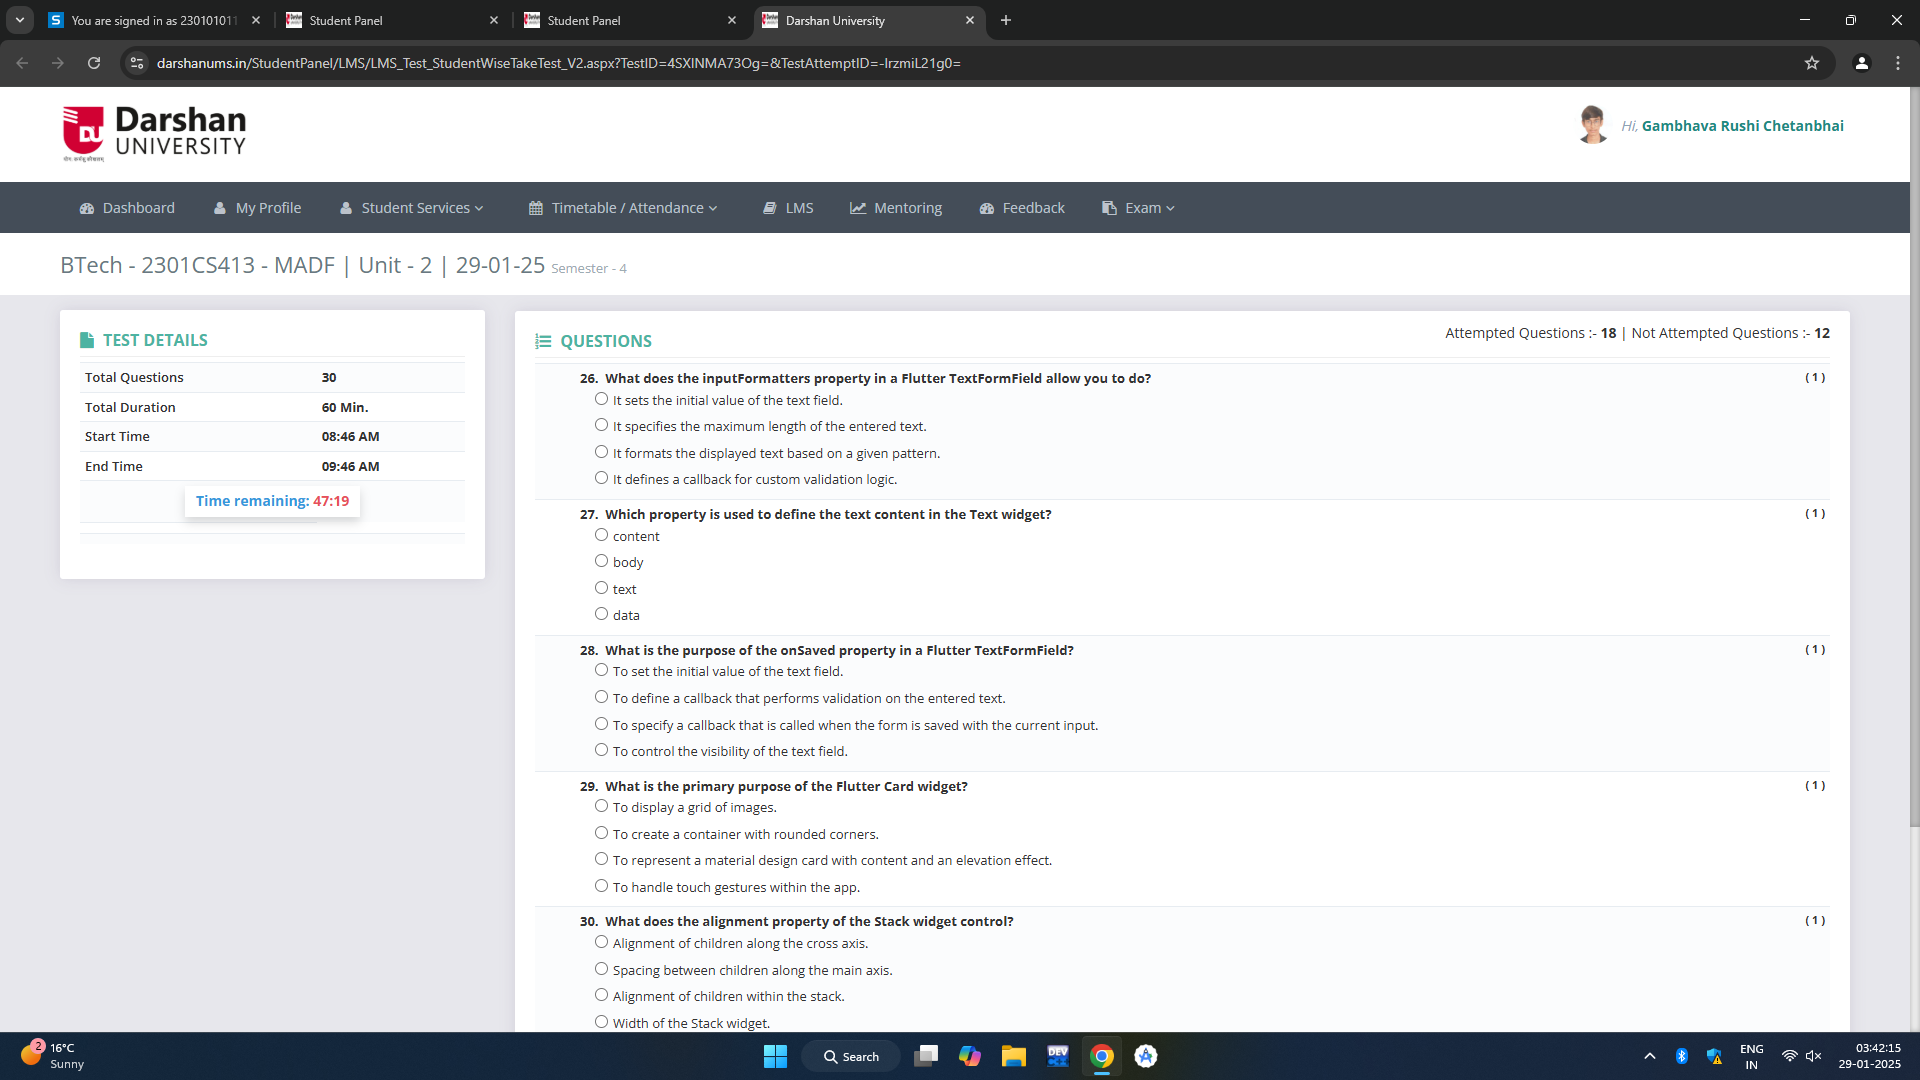 You are signed in as 230101011
Student Panel
Student Panel
Darshan University
darshanums.in/StudentPanel/LMS/LMS_Test_StudentWiseTakeTest_V2.aspx?TestID=4SXINMA73Og=&TestAttemptID=-IrzmiL21g0=
DU
Darshan
UNIVERSITY
Hi, Gambhava Rushi Chetanbhai
Dashboard
My Profile
Student Services
Timetable / Attendance
LMS
Mentoring
Feedback
Exam
BTech - 2301CS413 - MADF | Unit - 2 | 29-01-25 Semester - 4
TEST DETAILS
Total Questions 30
Total Duration 60 Min.
Start Time 08:46 AM
End Time 09:46 AM
Time remaining: 47:19
QUESTIONS
Attempted Questions :- 18 | Not Attempted Questions :- 12
26. What does the inputFormatters property in a Flutter TextFormField allow you to do? ( 1 )
It sets the initial value of the text field.
It specifies the maximum length of the entered text.
It formats the displayed text based on a given pattern.
It defines a callback for custom validation logic.
27. Which property is used to define the text content in the Text widget? ( 1 )
content
body
text
data
28. What is the purpose of the onSaved property in a Flutter TextFormField? ( 1 )
To set the initial value of the text field.
To define a callback that performs validation on the entered text.
To specify a callback that is called when the form is saved with the current input.
To control the visibility of the text field.
29. What is the primary purpose of the Flutter Card widget? ( 1 )
To display a grid of images.
To create a container with rounded corners.
To represent a material design card with content and an elevation effect.
To handle touch gestures within the app.
30. What does the alignment property of the Stack widget control? ( 1 )
Alignment of children along the cross axis.
Spacing between children along the main axis.
Alignment of children within the stack.
Width of the Stack widget.
2
16°C
Sunny
Search
DEV
ENG
IN
03:42:15
29-01-2025